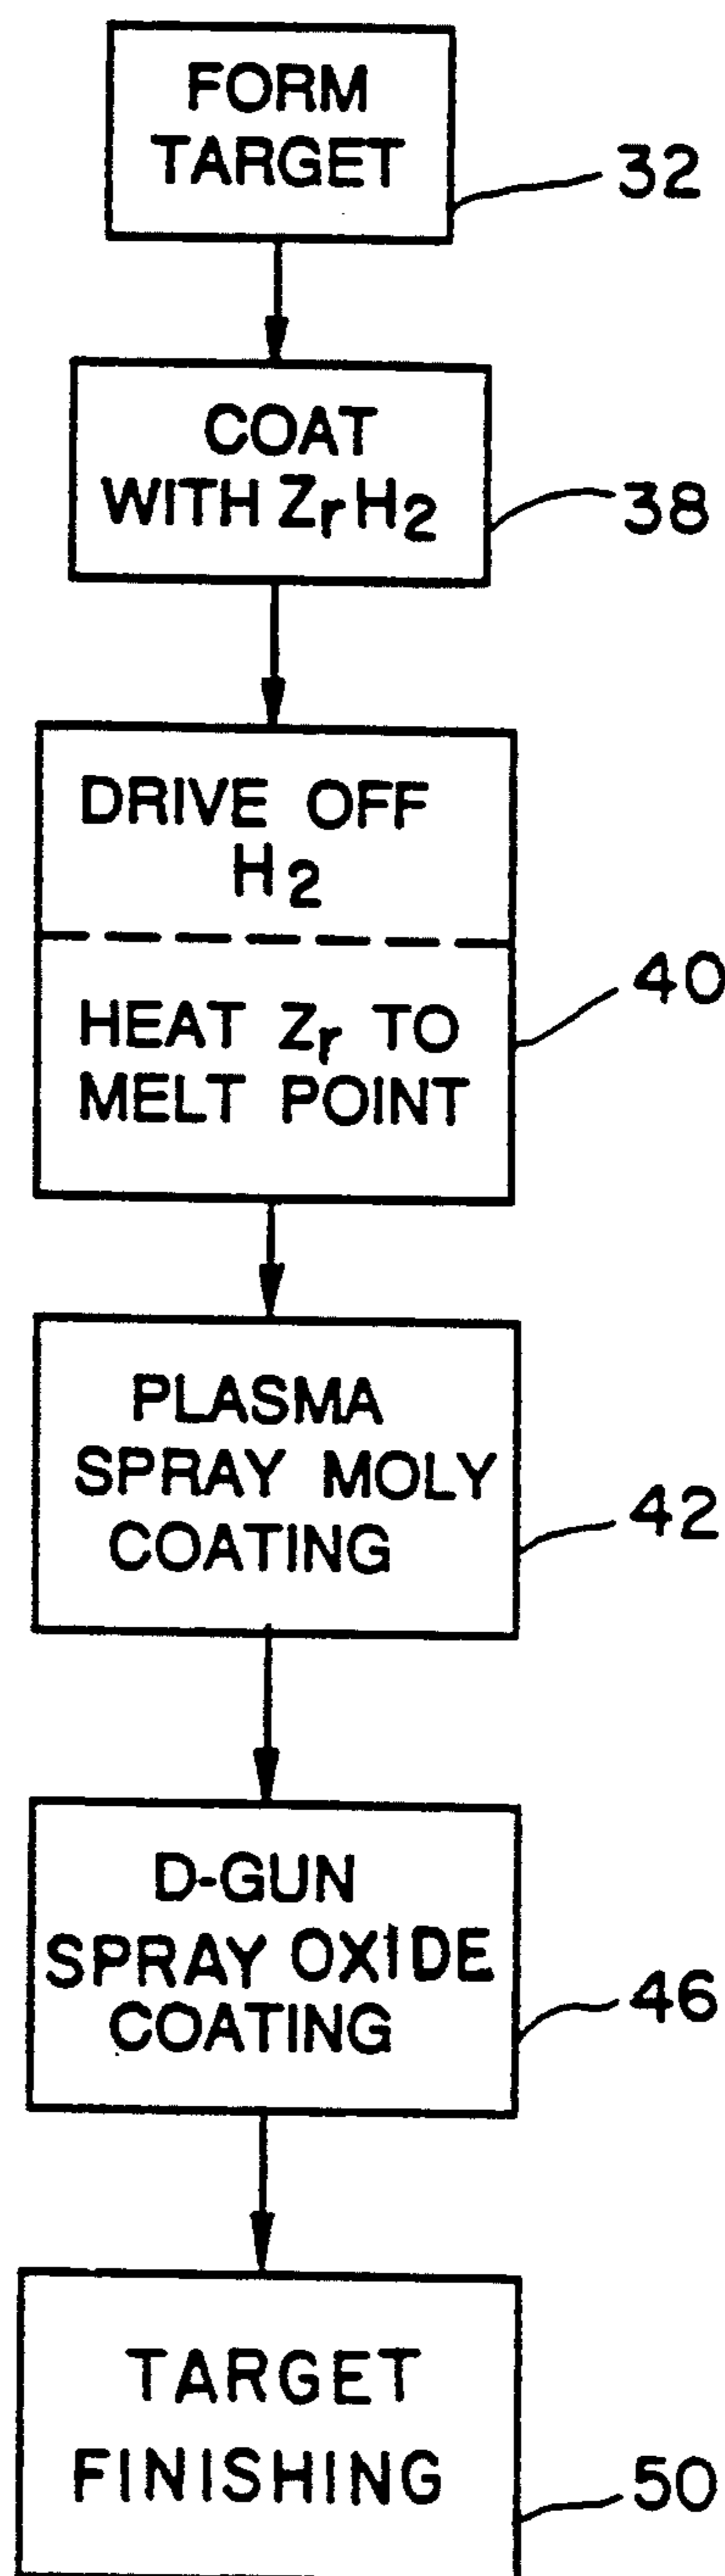 FORM
TARGET
32
COAT
WITH ZrH2
38
DRIVE OFF
H2
HEAT Zr TO
MELT POINT
40
PLASMA
SPRAY MOLY
COATING
42
D-GUN
SPRAY OXIDE
COATING
46
TARGET
FINISHING
50